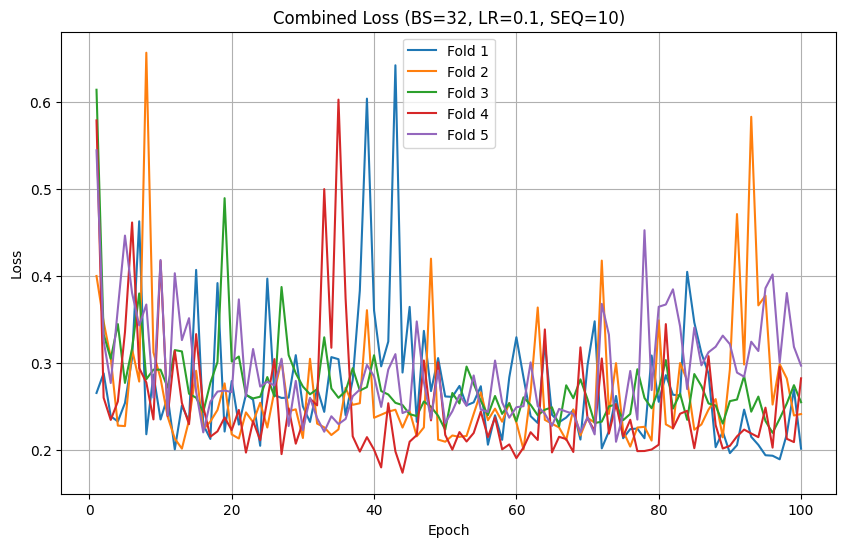 Combined Loss (BS=32, LR=0.1, SEQ=10)
Fold 1
Fold 2
Fold 3
Fold 4
Fold 5
Loss
0.6
0.5
0.4
0.3
0.2
0
20
40
60
80
100
Epoch